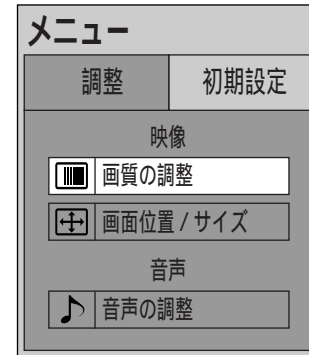 メニュー
調整 初期設定
映像
画質の調整
画面位置 / サイズ
音声
音声の調整